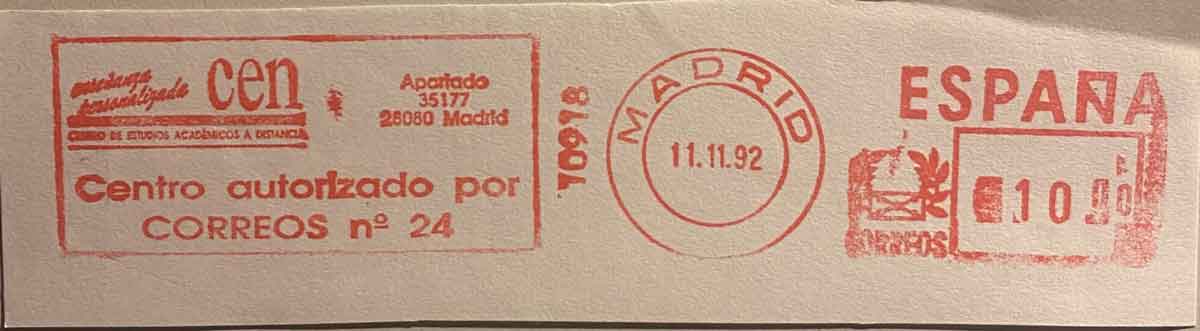 enseñanza
personalizada
cen
CENTRO DE ESTUDIOS ACADÉMICOS A DISTANCIA
Apartado
35177
28080 Madrid
Centro autorizado por
CORREOS nº 24
10918
MADRID
11.11.92
ESPAÑA
CORREOS